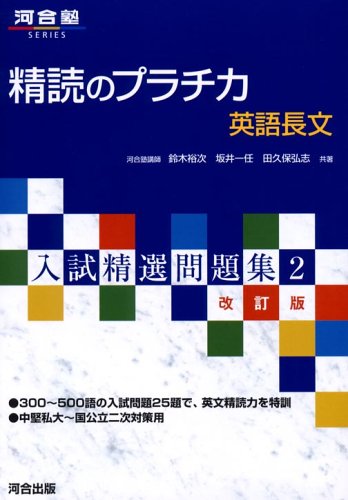 河合塾
SERIES
精読のプラチカ
英語長文
河合塾講師 鈴木裕次 坂井一任 田久保弘志 共著
入試精選問題集2
改訂版
●300〜500語の入試問題25題で、英文精読力を特訓
●中堅私大〜国公立二次対策用
河合出版